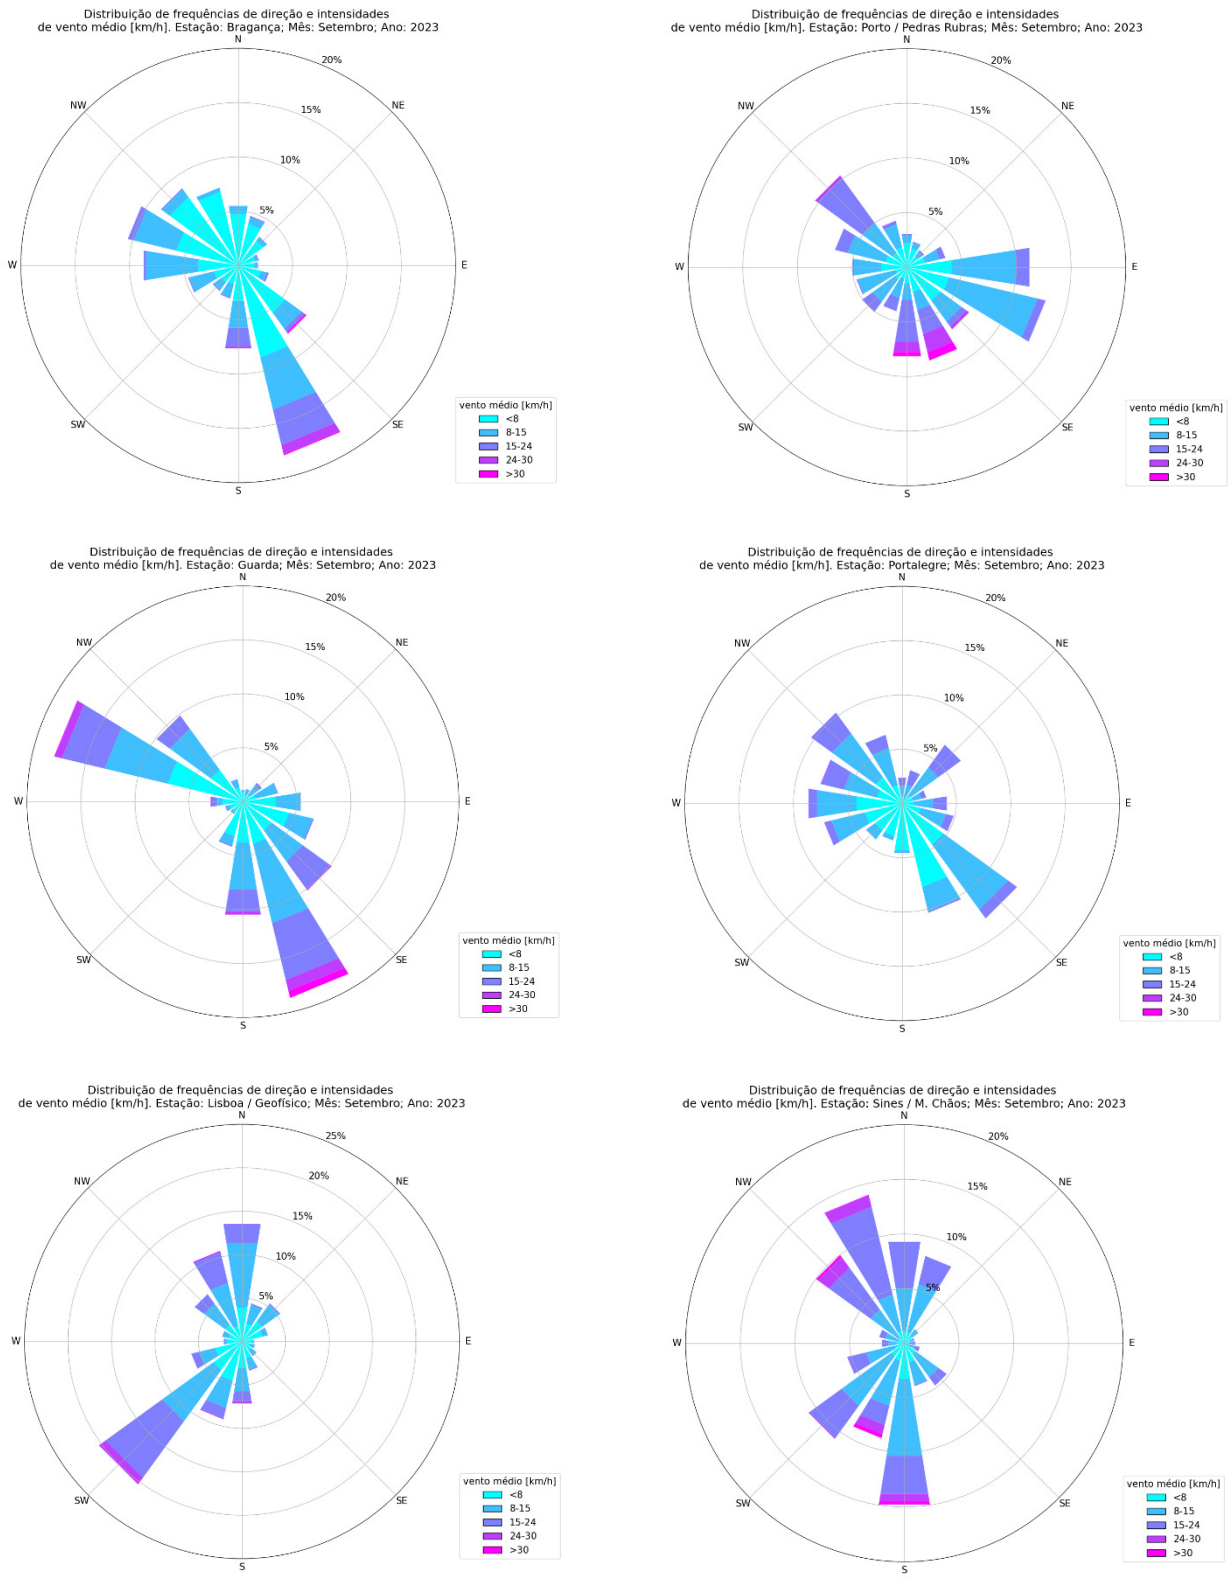 Distribuição de frequências de direção e intensidades
de vento médio [km/h]. Estação: Bragança; Mês: Setembro; Ano: 2023
N
20%
NW
NE
15%
10%
5%
W
E
SW
SE
S
vento médio [km/h]
<8
8-15
15-24
24-30
>30
Distribuição de frequências de direção e intensidades
de vento médio [km/h]. Estação: Porto / Pedras Rubras; Mês: Setembro; Ano: 2023
N
20%
NW
NE
15%
10%
5%
W
E
SW
SE
S
vento médio [km/h]
<8
8-15
15-24
24-30
>30
Distribuição de frequências de direção e intensidades
de vento médio [km/h]. Estação: Guarda; Mês: Setembro; Ano: 2023
N
20%
NW
NE
15%
10%
5%
W
E
SW
SE
S
vento médio [km/h]
<8
8-15
15-24
24-30
>30
Distribuição de frequências de direção e intensidades
de vento médio [km/h]. Estação: Portalegre; Mês: Setembro; Ano: 2023
N
20%
NW
NE
15%
10%
5%
W
E
SW
SE
S
vento médio [km/h]
<8
8-15
15-24
24-30
>30
Distribuição de frequências de direção e intensidades
de vento médio [km/h]. Estação: Lisboa / Geofísico; Mês: Setembro; Ano: 2023
N
25%
NW
NE
20%
15%
10%
5%
W
E
SW
SE
S
vento médio [km/h]
<8
8-15
15-24
24-30
>30
Distribuição de frequências de direção e intensidades
de vento médio [km/h]. Estação: Sines / M. Chãos; Mês: Setembro; Ano: 2023
N
20%
NW
NE
15%
10%
5%
W
E
SW
SE
S
vento médio [km/h]
<8
8-15
15-24
24-30
>30